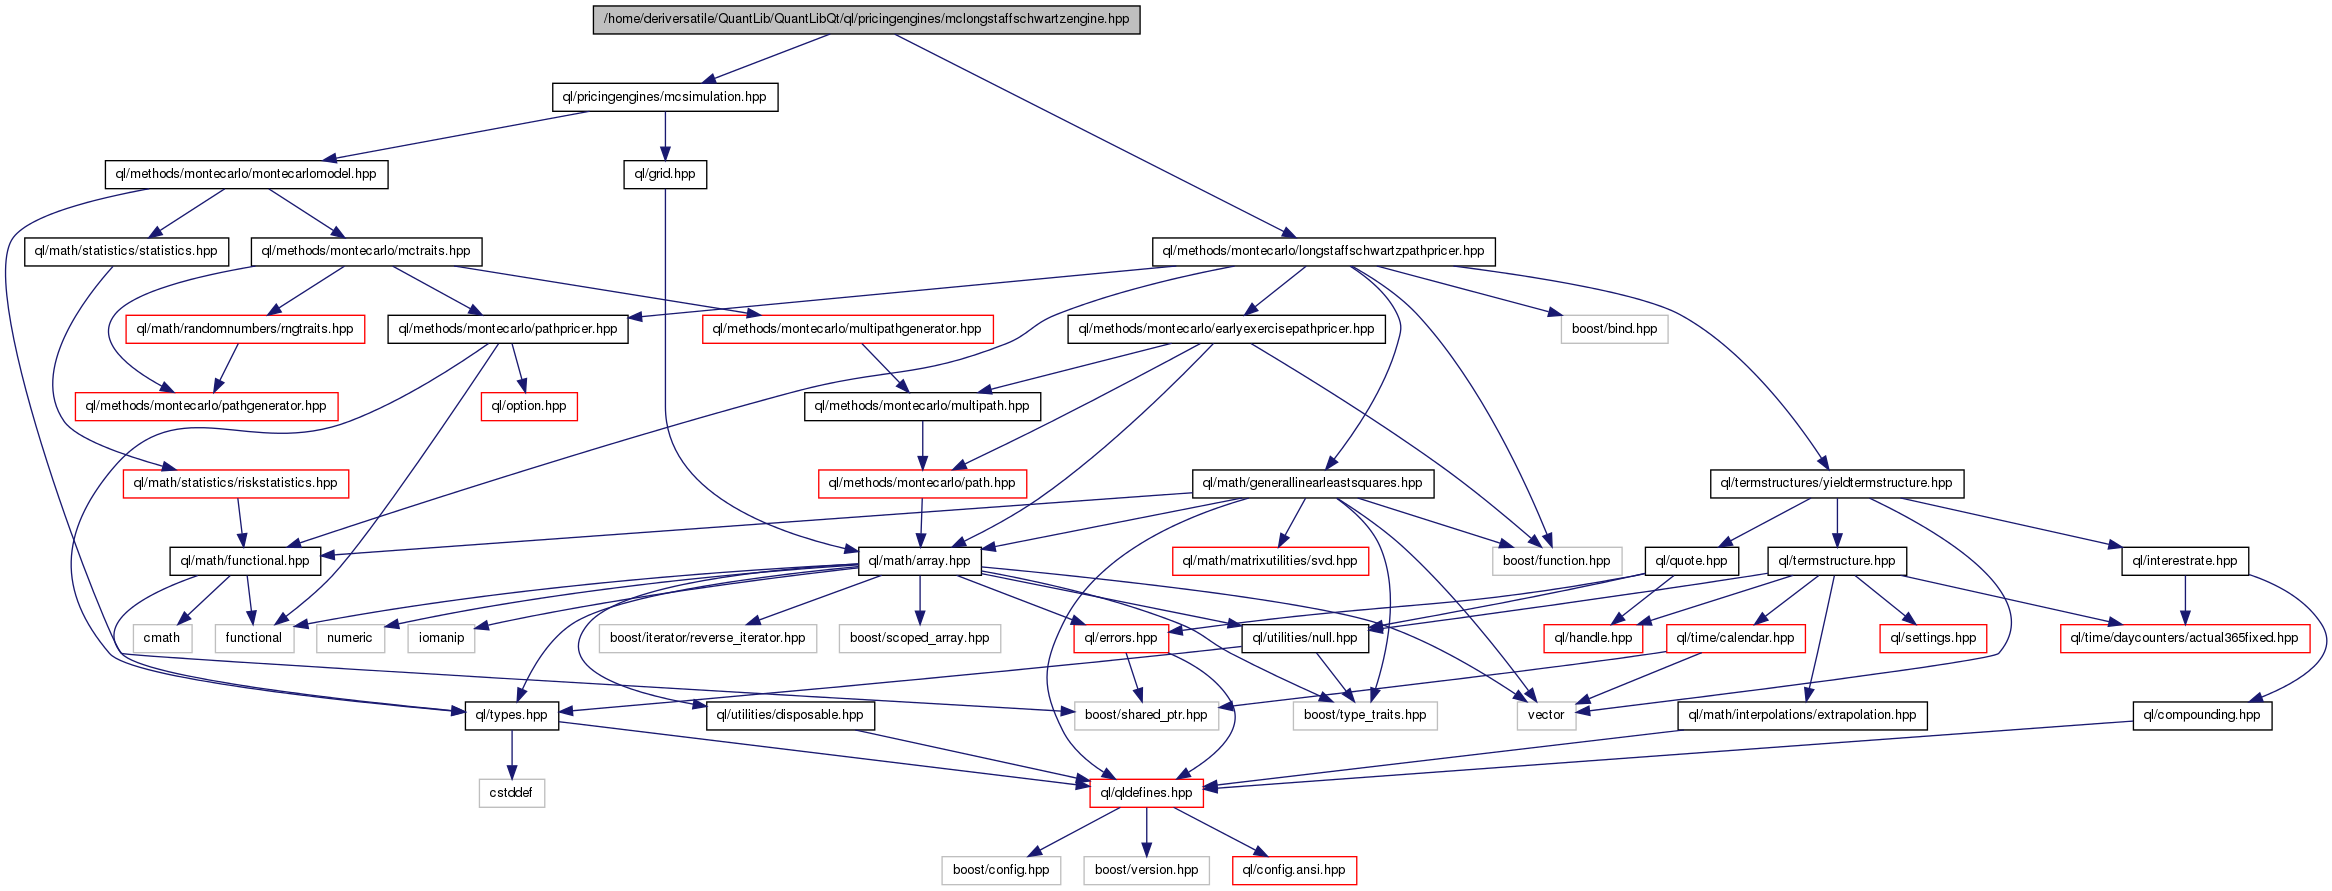 /home/deriversatile/QuantLib/QuantLibQt/ql/pricingengines/mclongstaffschwartzengine.hpp
ql/pricingengines/mcsimulation.hpp
ql/methods/montecarlo/montecarlomodel.hpp
ql/grid.hpp
ql/math/statistics/statistics.hpp
ql/methods/montecarlo/mctraits.hpp
ql/methods/montecarlo/longstaffschwartzpathpricer.hpp
ql/math/randomnumbers/rngtraits.hpp
ql/methods/montecarlo/pathpricer.hpp
ql/methods/montecarlo/multipathgenerator.hpp
ql/methods/montecarlo/earlyexercisepathpricer.hpp
boost/bind.hpp
ql/methods/montecarlo/pathgenerator.hpp
ql/option.hpp
ql/methods/montecarlo/multipath.hpp
ql/math/statistics/riskstatistics.hpp
ql/methods/montecarlo/path.hpp
ql/math/generallinearleastsquares.hpp
ql/termstructures/yieldtermstructure.hpp
ql/math/functional.hpp
ql/math/array.hpp
ql/math/matrixutilities/svd.hpp
boost/function.hpp
ql/quote.hpp
ql/termstructure.hpp
ql/interestrate.hpp
cmath
functional
numeric
iomanip
boost/iterator/reverse_iterator.hpp
boost/scoped_array.hpp
ql/errors.hpp
ql/utilities/null.hpp
ql/handle.hpp
ql/time/calendar.hpp
ql/settings.hpp
ql/time/daycounters/actual365fixed.hpp
ql/types.hpp
ql/utilities/disposable.hpp
boost/shared_ptr.hpp
boost/type_traits.hpp
vector
ql/math/interpolations/extrapolation.hpp
ql/compounding.hpp
cstddef
ql/qldefines.hpp
boost/config.hpp
boost/version.hpp
ql/config.ansi.hpp